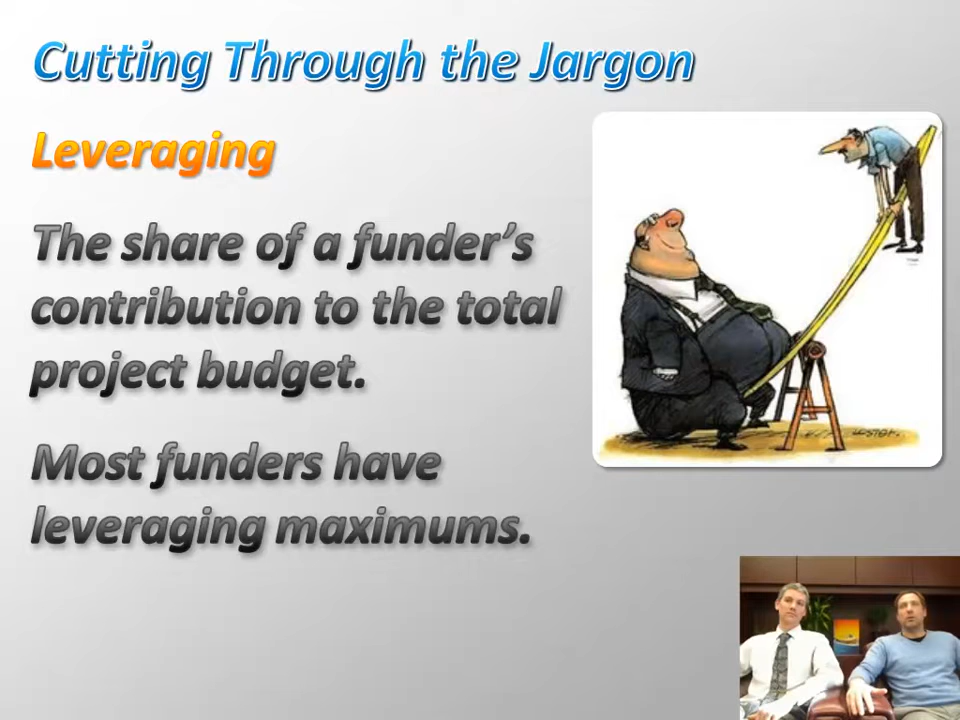 Cutting Through the Jargon
Leveraging
The share of a funder’s
contribution to the total
project budget.
Most funders have
leveraging maximums.